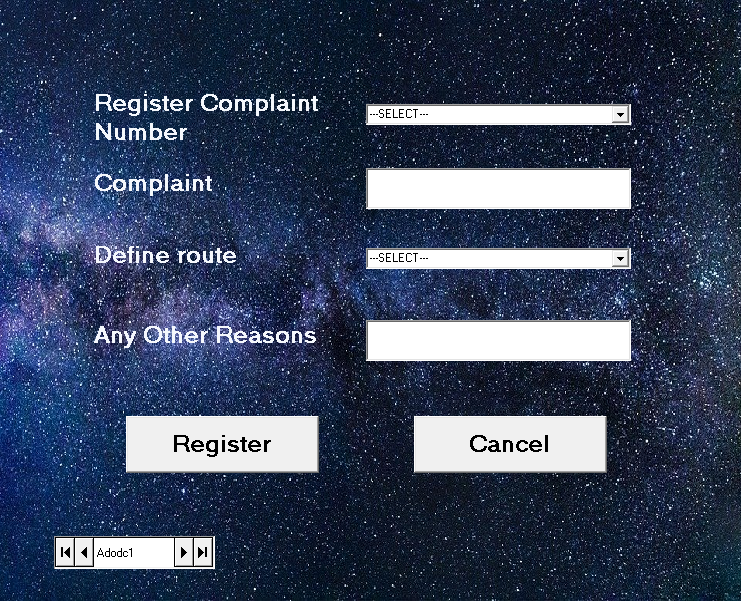 Register Complaint
Number
---SELECT---
Complaint
Define route
---SELECT---
Any Other Reasons
Register
Cancel
Adodc1